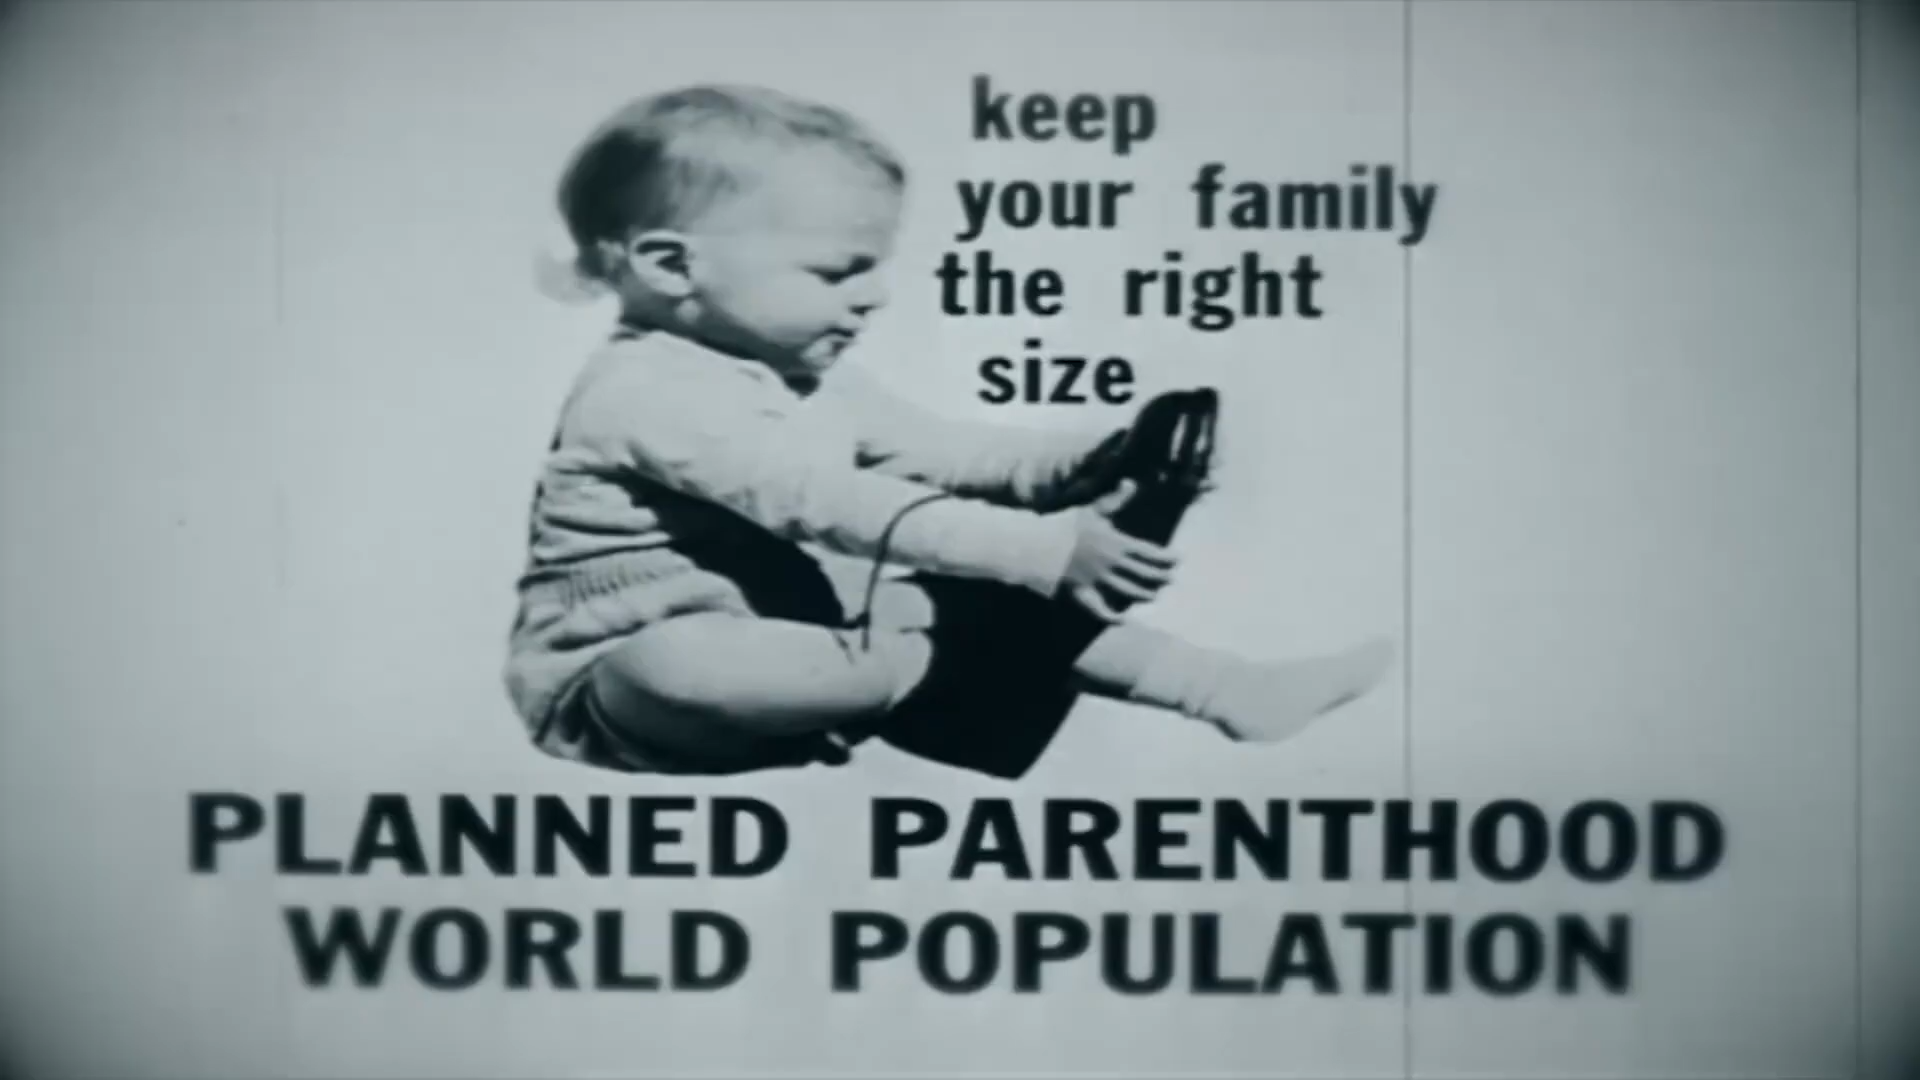 keep
your family
the right
size
PLANNED PARENTHOOD
WORLD POPULATION